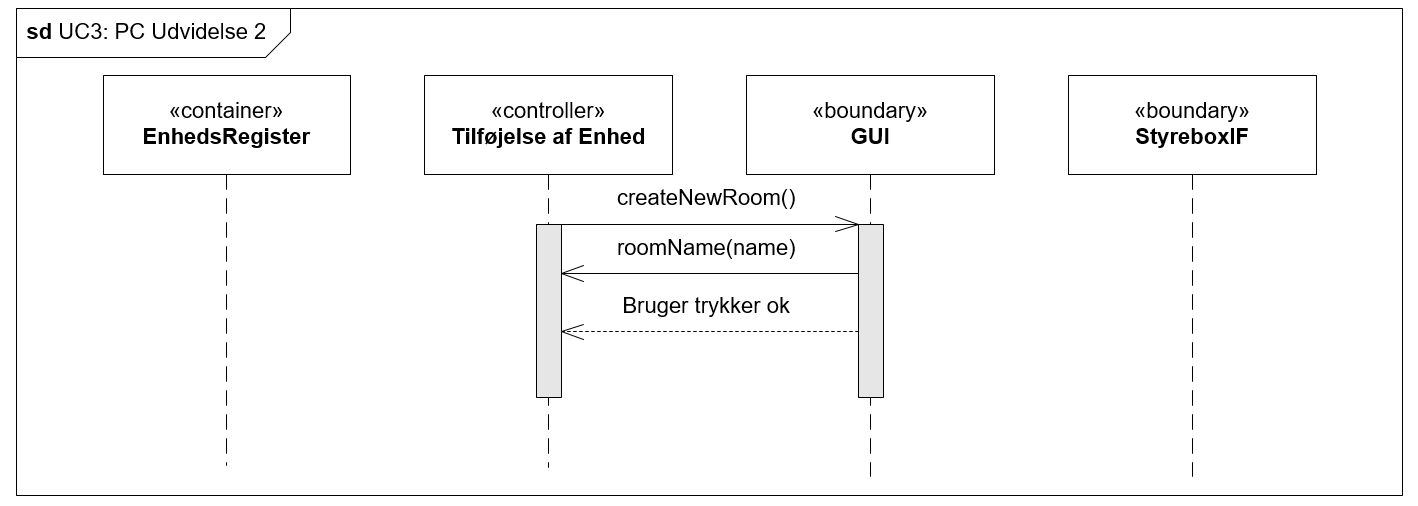 sd UC3: PC Udvidelse 2
«container»
EnhedsRegister
«controller»
Tilføjelse af Enhed
«boundary»
GUI
«boundary»
StyreboxIF
createNewRoom()
roomName(name)
Bruger trykker ok